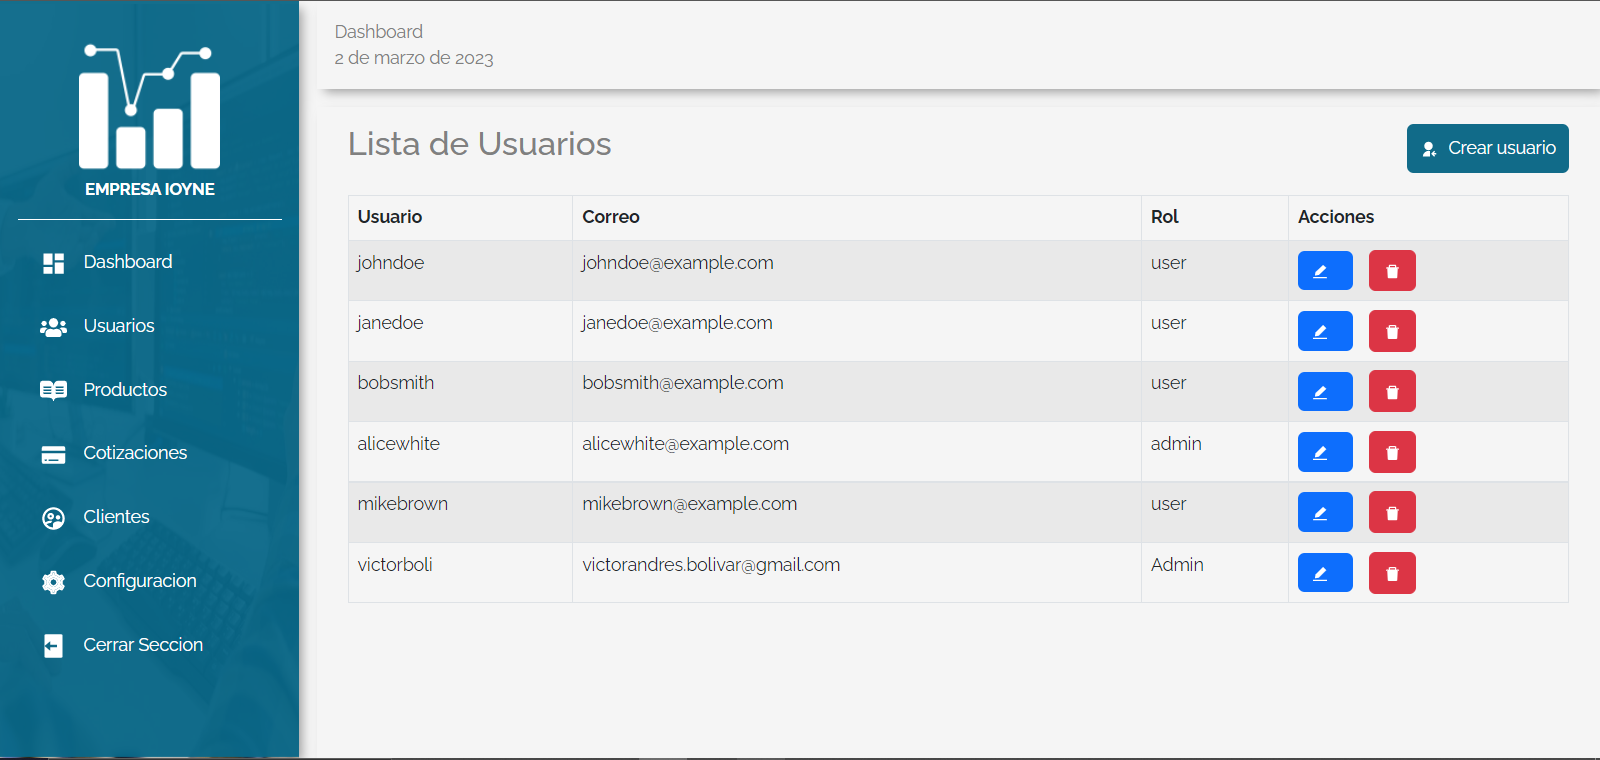 EMPRESA IOYNE
Dashboard
Usuarios
Productos
Cotizaciones
Clientes
Configuracion
Cerrar Seccion
Dashboard
2 de marzo de 2023
Lista de Usuarios
Crear usuario
Usuario Correo Rol Acciones
johndoe johndoe@example.com user
janedoe janedoe@example.com user
bobsmith bobsmith@example.com user
alicewhite alicewhite@example.com admin
mikebrown mikebrown@example.com user
victorboli victorandres.bolivar@gmail.com Admin